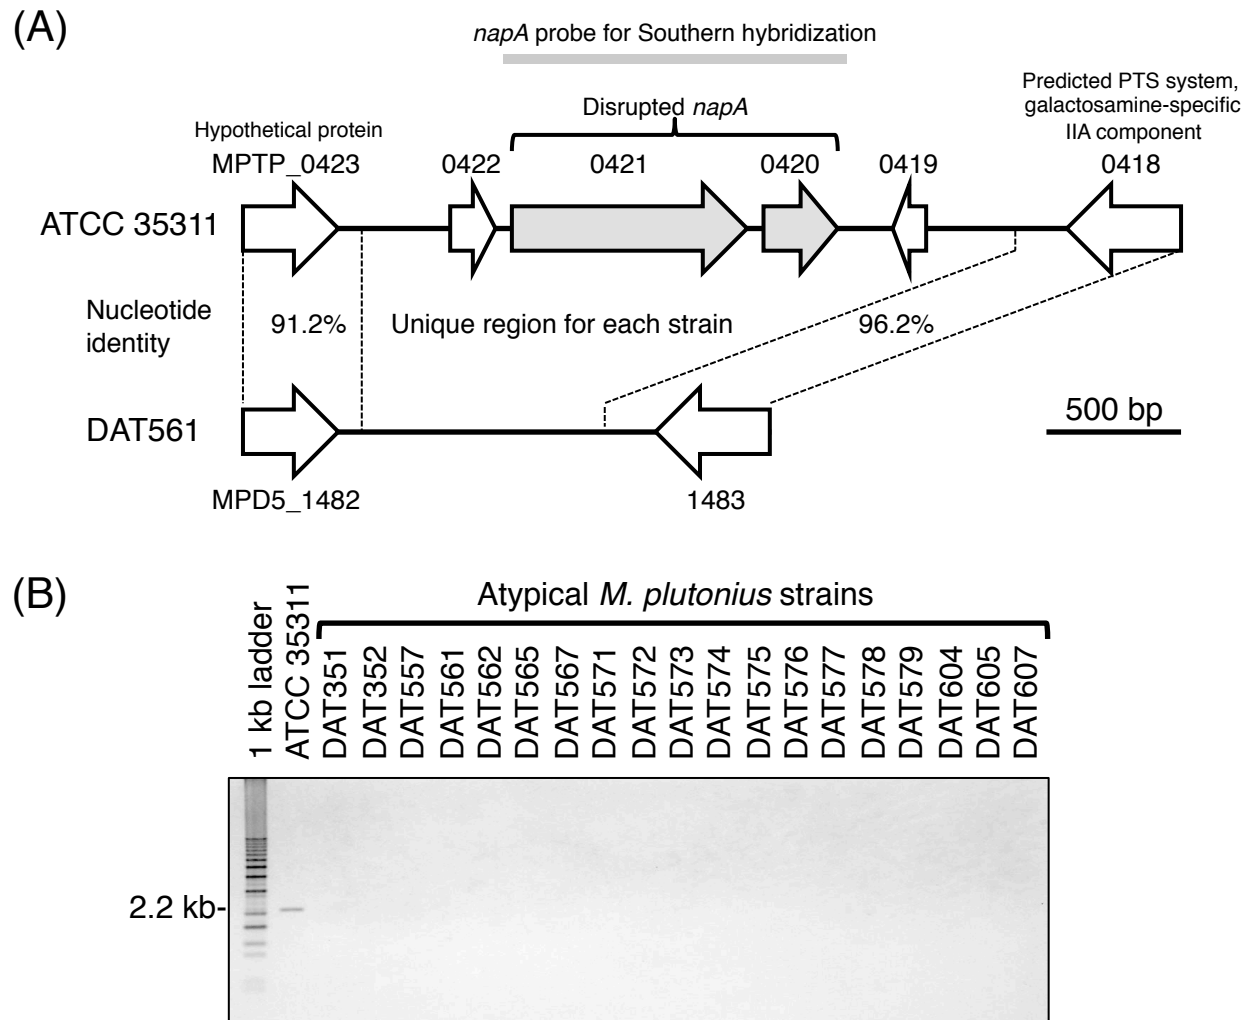 (A)
napA probe for Southern hybridization
Predicted PTS system,
galactosamine-specific
IIA component
Disrupted napA
Hypothetical protein
MPTP_0423 0422 0421 0420 0419 0418
ATCC 35311
Nucleotide
identity
91.2% Unique region for each strain 96.2%
DAT561
500 bp
MPD5_1482 1483
(B)
Atypical M. plutonius strains
1 kb ladder
ATCC 35311
DAT351
DAT352
DAT557
DAT561
DAT562
DAT565
DAT567
DAT571
DAT572
DAT573
DAT574
DAT575
DAT576
DAT577
DAT578
DAT579
DAT604
DAT605
DAT607
2.2 kb-